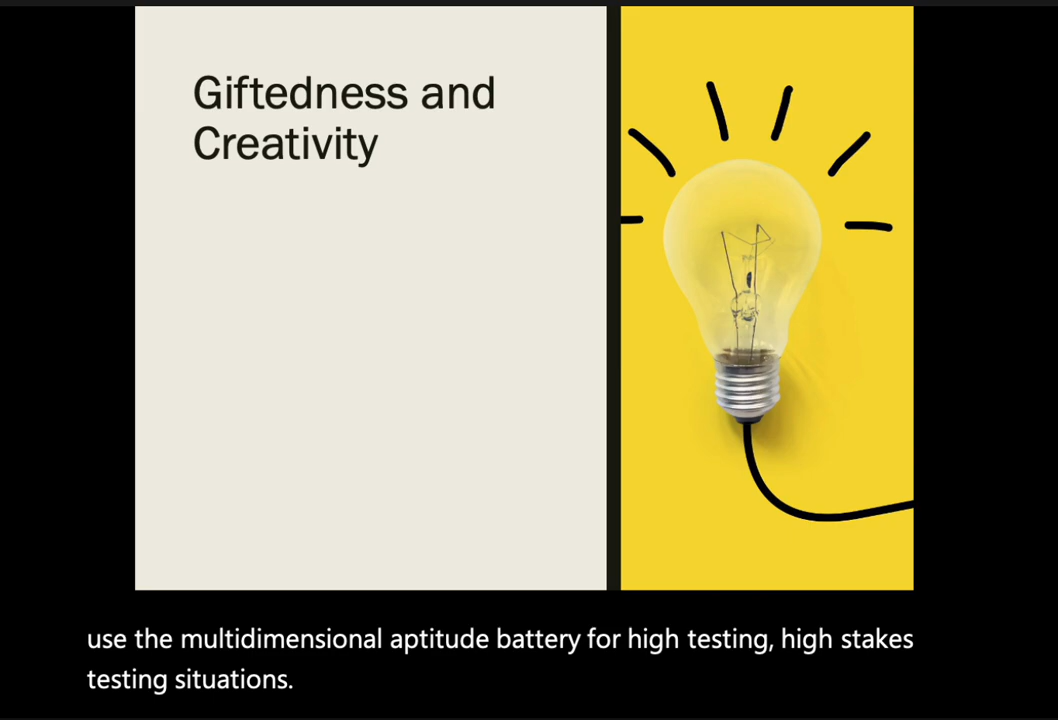 Giftedness and
Creativity
use the multidimensional aptitude battery for high testing, high stakes
testing situations.